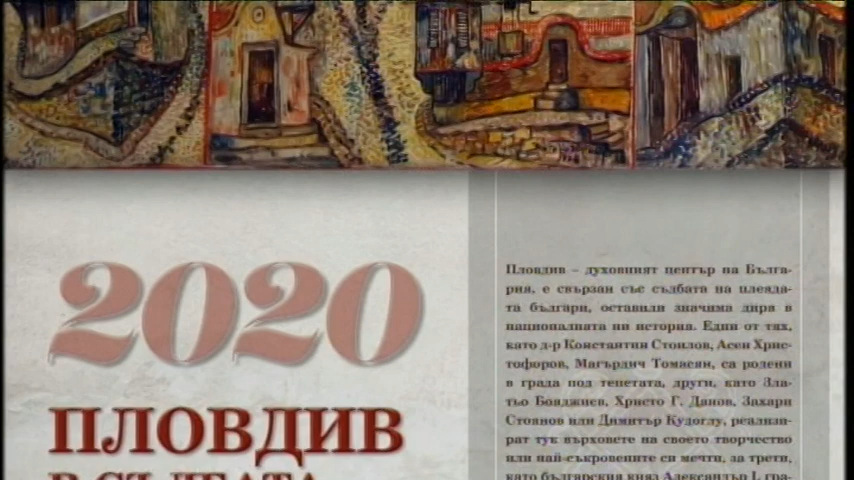 2020
ПЛОВДИВ
В СЪДБАТА
Пловдив – духовният център на Бълга-
рия, е свързан със съдбата на плеяда-
та българи, оставили значима диря в
националната ни история. Едни от тях,
като д-р Константин Стоилов, Асен Хрис-
тофоров, Магърдич Томасян, са родени
в града под тепетата, други, като Зла-
тьо Бояджиев, Христо Г. Данов, Захари
Стоянов или Димитър Кудоглу, реализи-
рат тук върховете на своето творчество
или най-съкровените си мечти, за трети,
като българския княз Александър I, гра-